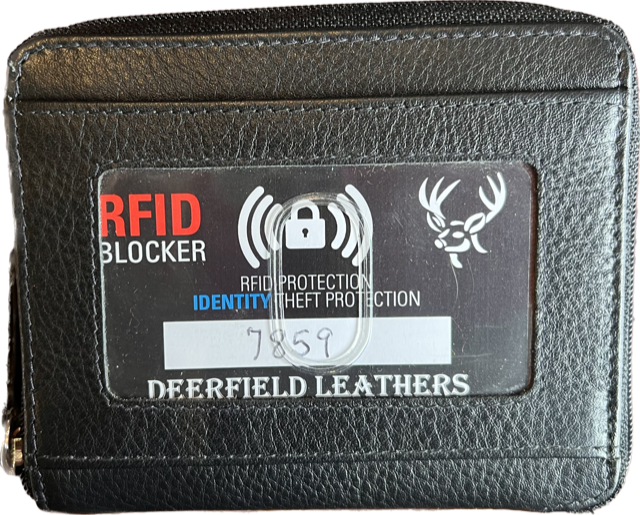 RFID
BLOCKER
RFID PROTECTION
IDENTITY THEFT PROTECTION
7859
DEERFIELD LEATHERS